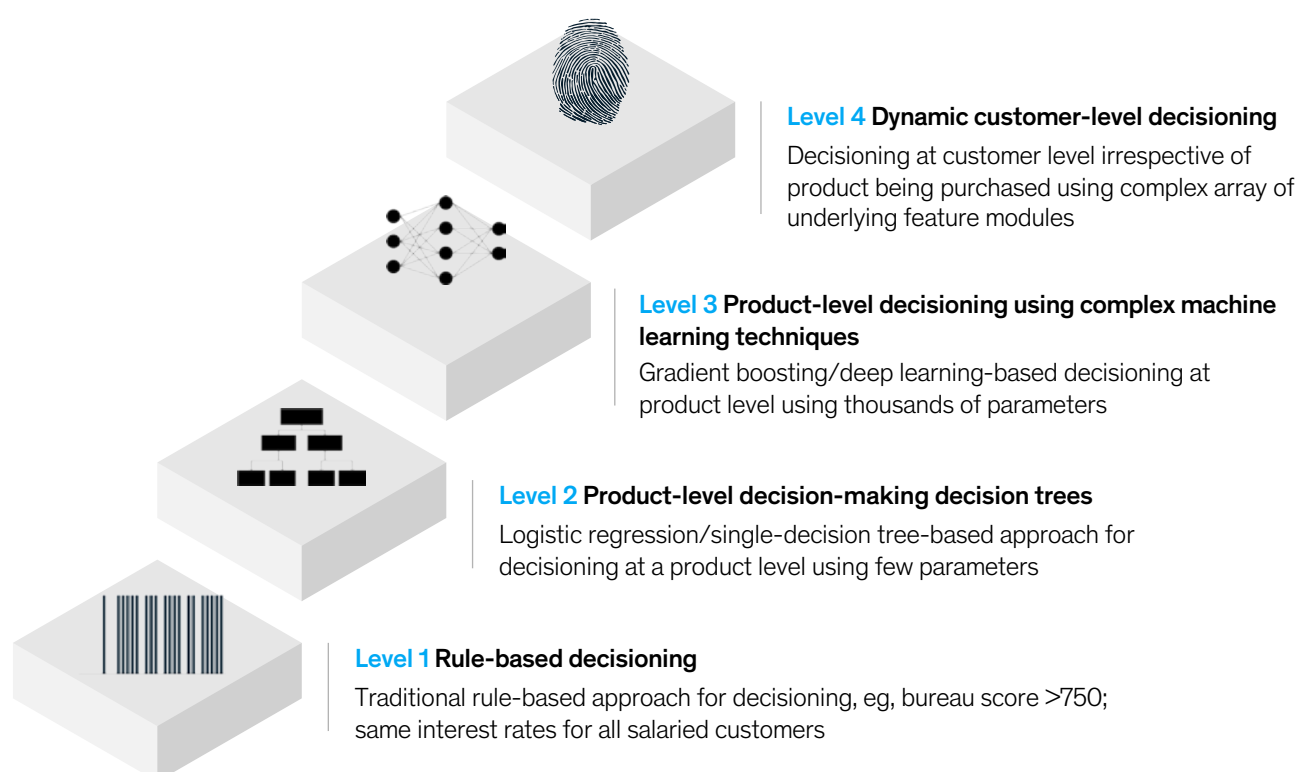 Level 4 Dynamic customer-level decisioning
Decisioning at customer level irrespective of
product being purchased using complex array of
underlying feature modules
Level 3 Product-level decisioning using complex machine
learning techniques
Gradient boosting/deep learning-based decisioning at
product level using thousands of parameters
Level 2 Product-level decision-making decision trees
Logistic regression/single-decision tree-based approach for
decisioning at a product level using few parameters
Level 1 Rule-based decisioning
Traditional rule-based approach for decisioning, eg, bureau score >750;
same interest rates for all salaried customers